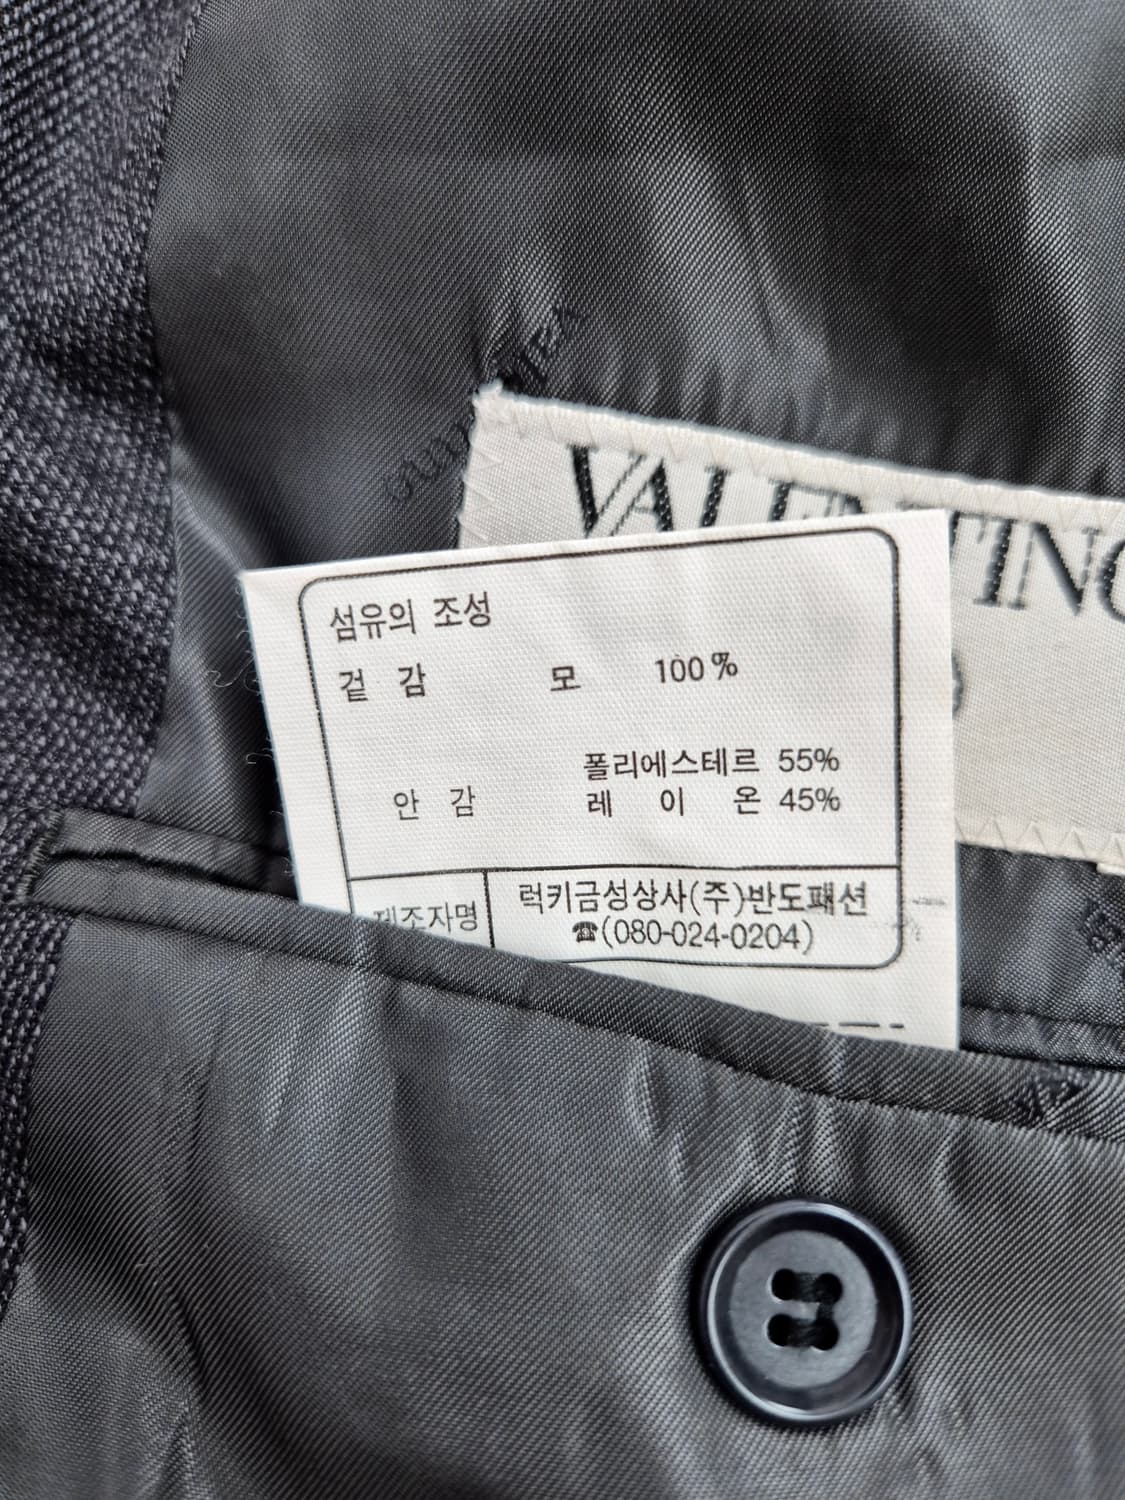 VALENTINO
섬유의 조성
겉 감 모 100%
폴리에스테르 55%
안 감 레 이 온 45%
제조자명
럭키금성상사(주)반도패션
☎(080-024-0204)